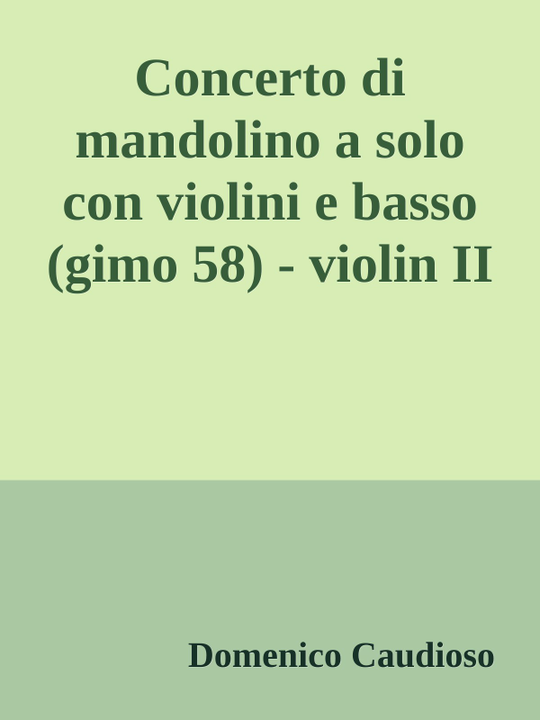 Concerto di
mandolino a solo
con violini e basso
(gimo 58) - violin II
Domenico Caudioso